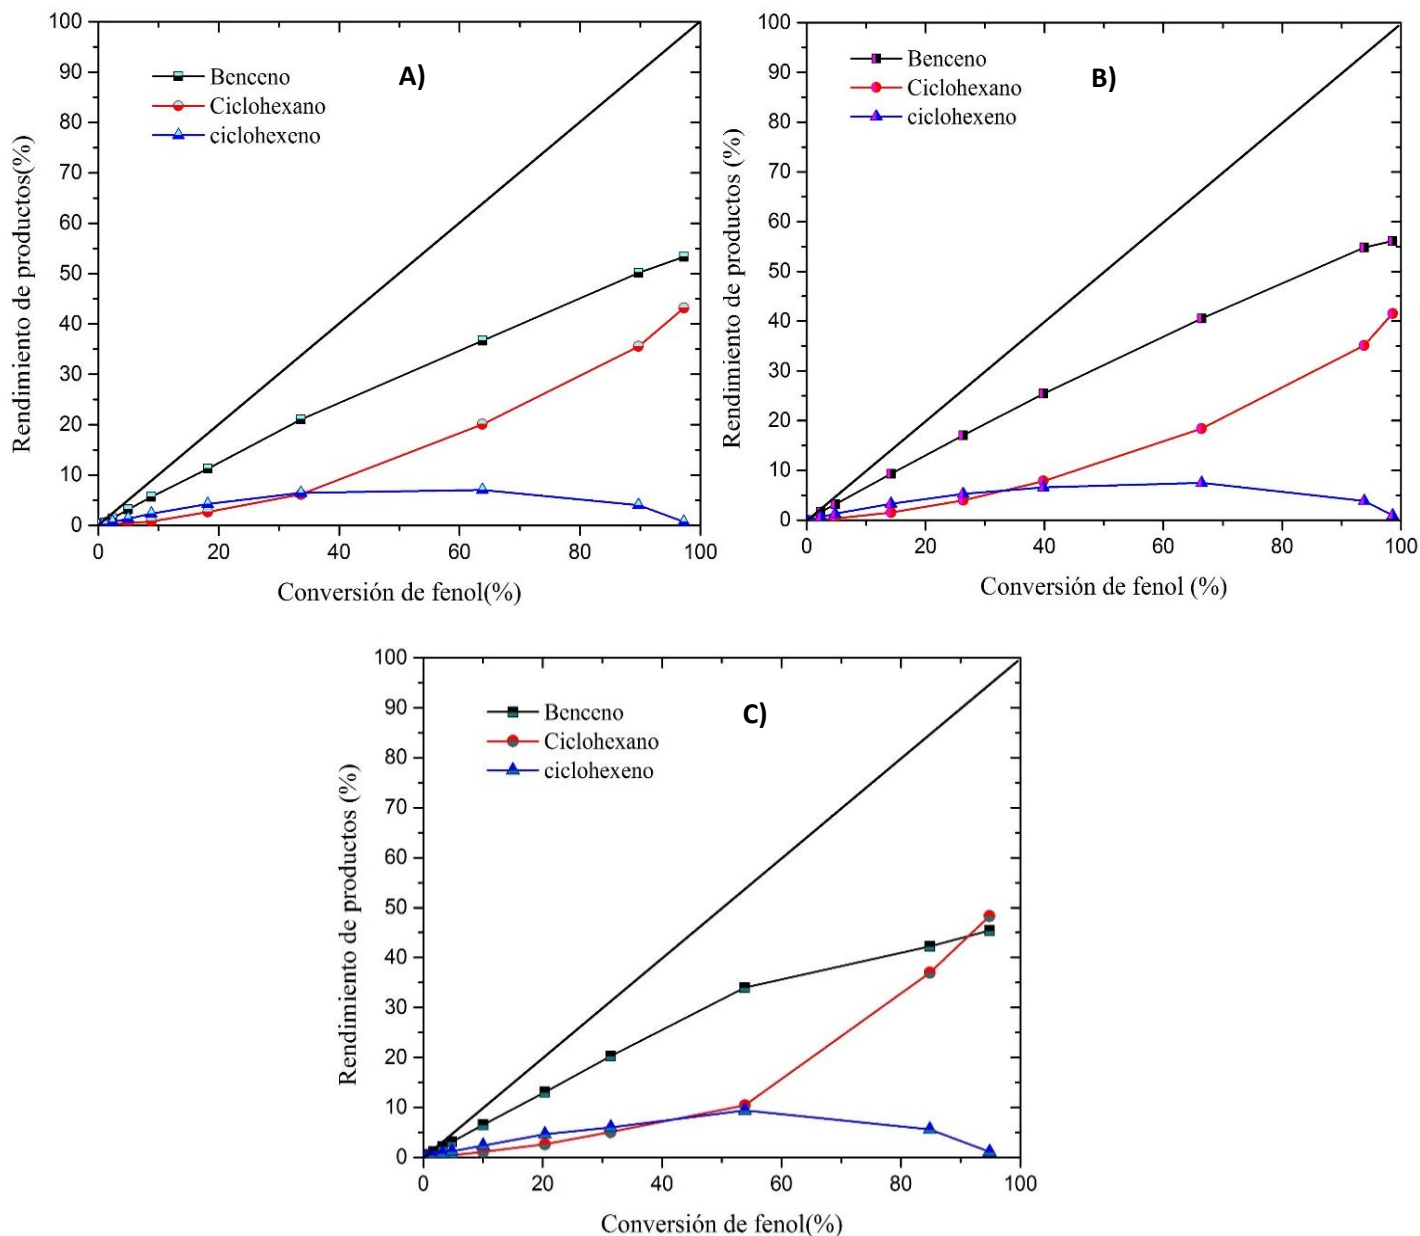 A)
Benceno
Ciclohexano
ciclohexeno
Rendimiento de productos(%)
100
90
80
70
60
50
40
30
20
10
0
0 20 40 60 80 100
Conversión de fenol(%)
B)
Benceno
Ciclohexano
ciclohexeno
Rendimiento de productos (%)
100
90
80
70
60
50
40
30
20
10
0
0 20 40 60 80 100
Conversión de fenol (%)
C)
Benceno
Ciclohexano
ciclohexeno
Rendimiento de productos (%)
100
90
80
70
60
50
40
30
20
10
0
0 20 40 60 80 100
Conversión de fenol(%)